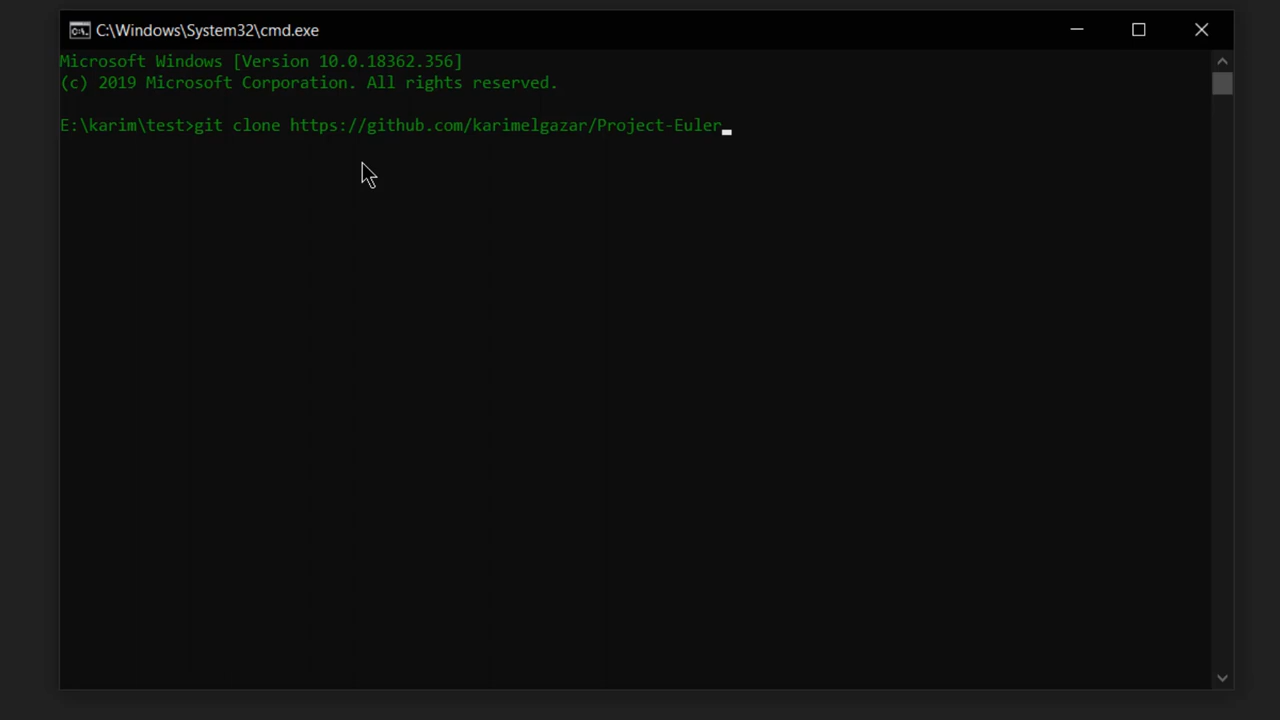 C:\Windows\System32\cmd.exe
Microsoft Windows [Version 10.0.18362.356]
(c) 2019 Microsoft Corporation. All rights reserved.
E:\karim\test>git clone https://github.com/karimelgazar/Project-Euler